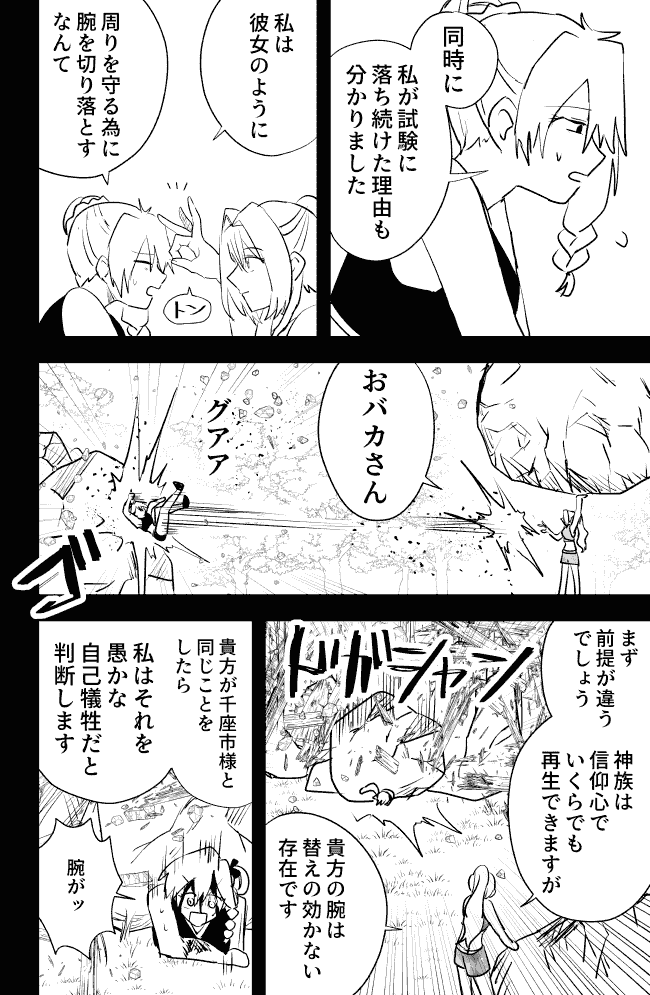 同時に
私が試験に
落ち続けた理由も
分かりました
私は
彼女のように
周りを守る為に
腕を切り落とす
なんて
トン
おバカさん
グアァ
ブン
まず
前提が違う
でしょう
神族は
信仰心で
いくらでも
再生できますが
ドガシャン
貴方の腕は
替えの効かない
存在です
貴方が千座市様と
同じことを
したら
私はそれを
愚かな
自己犠牲だと
判断します
腕がッ